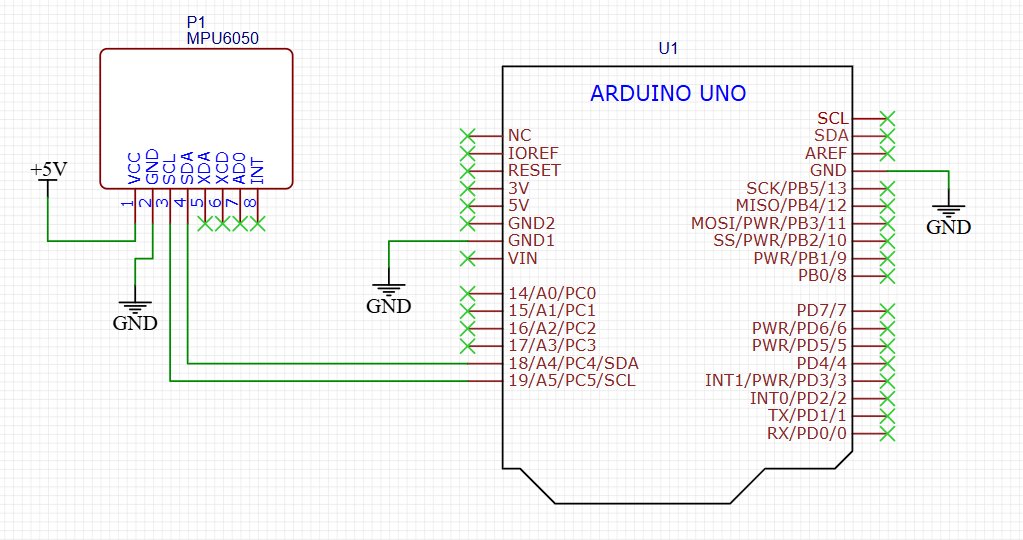 P1
MPU6050
VCC
GND
SCL
SDA
XDA
XCD
AD0
INT
1
2
3
4
5
6
7
8
+5V
GND
GND
U1
ARDUINO UNO
NC
IOREF
RESET
3V
5V
GND2
GND1
VIN
14/A0/PC0
15/A1/PC1
16/A2/PC2
17/A3/PC3
18/A4/PC4/SDA
19/A5/PC5/SCL
SCL
SDA
AREF
GND
SCK/PB5/13
MISO/PB4/12
MOSI/PWR/PB3/11
SS/PWR/PB2/10
PWR/PB1/9
PB0/8
PD7/7
PWR/PD6/6
PWR/PD5/5
PD4/4
INT1/PWR/PD3/3
INT0/PD2/2
TX/PD1/1
RX/PD0/0
GND